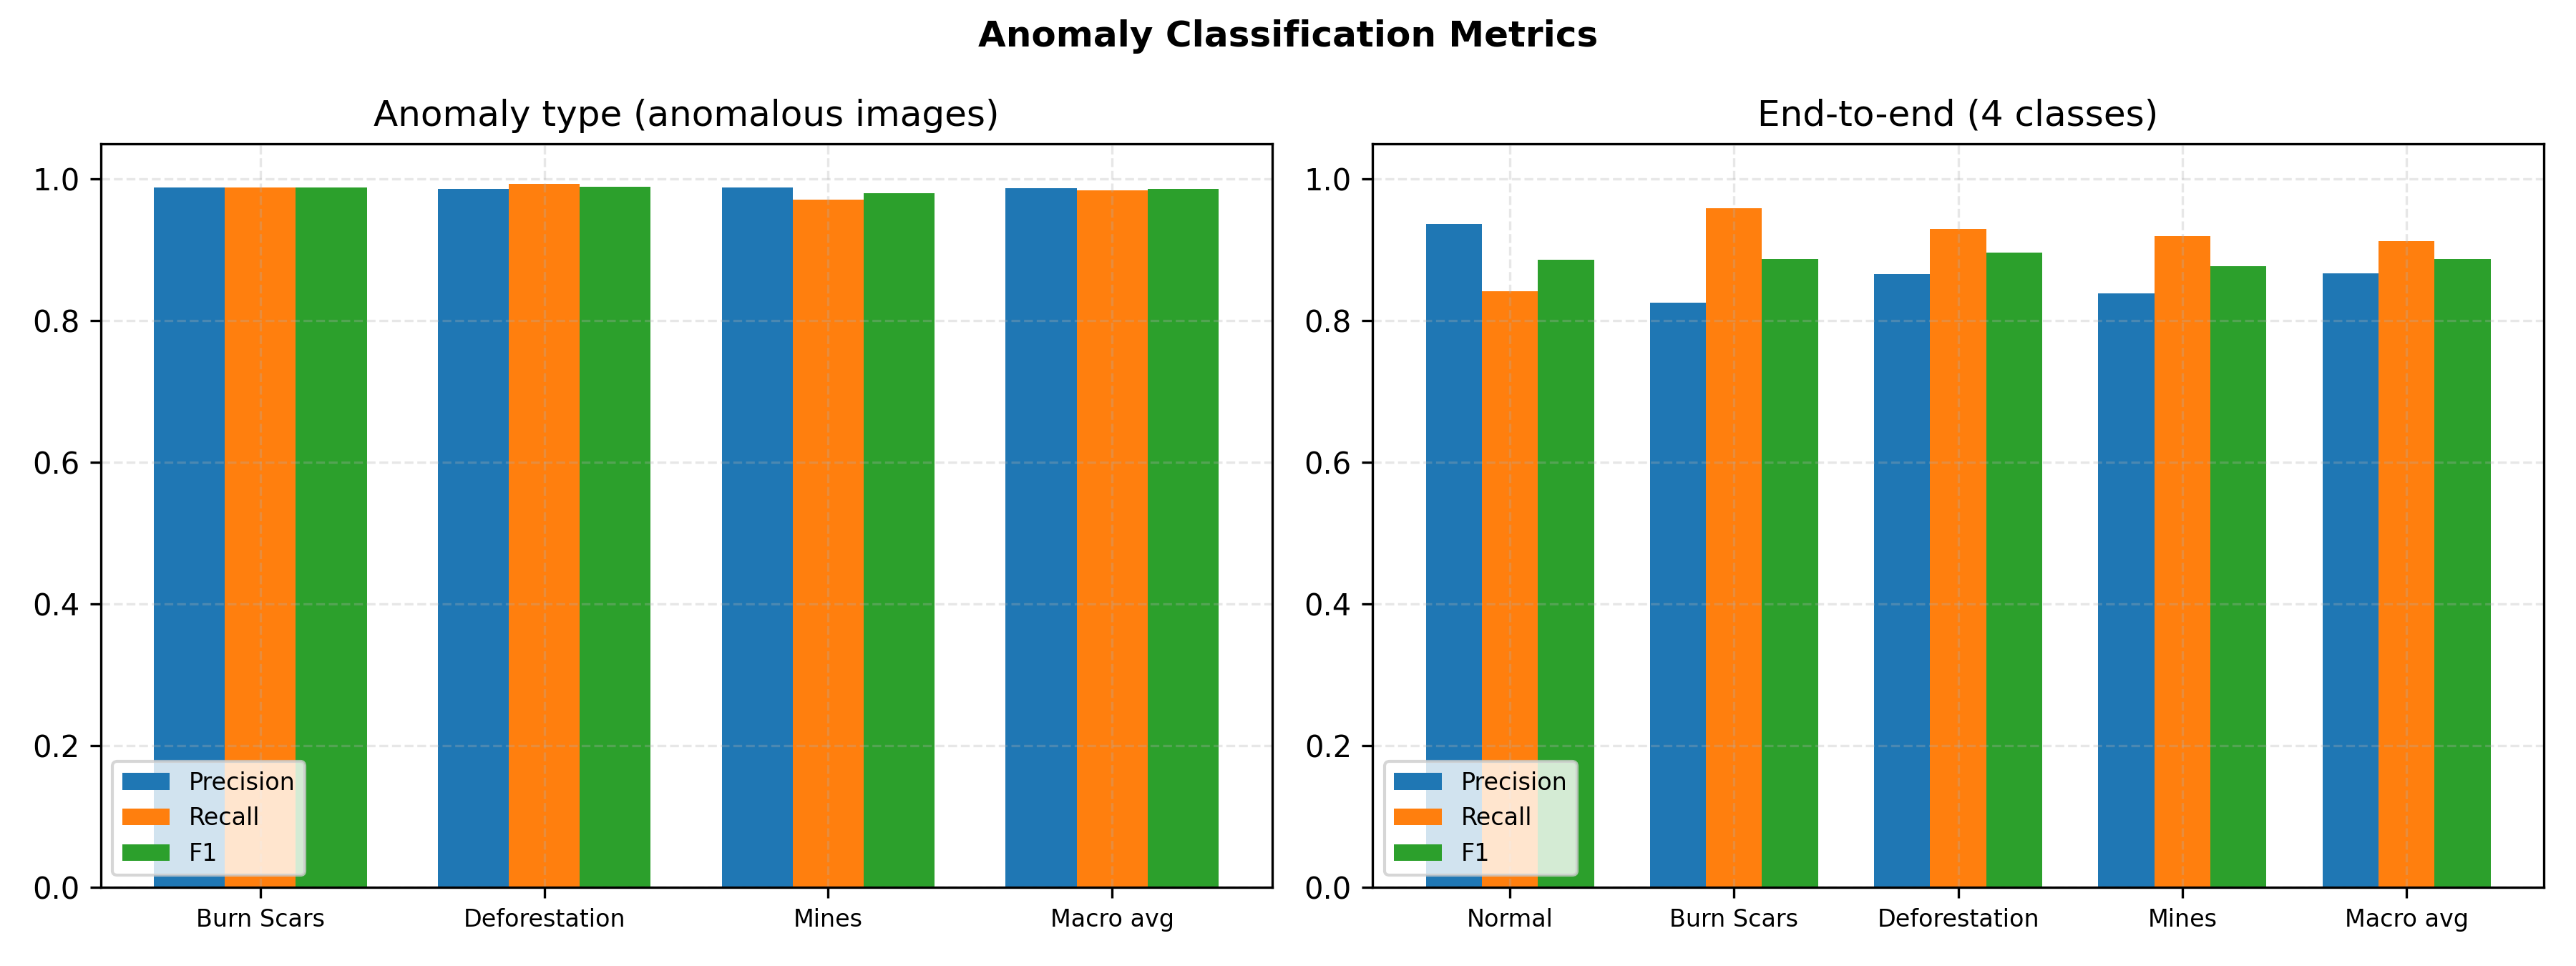 Anomaly Classification Metrics
Anomaly type (anomalous images)
1.0
0.8
0.6
0.4
0.2
0.0
Precision
Recall
F1
Burn Scars Deforestation Mines Macro avg
End-to-end (4 classes)
1.0
0.8
0.6
0.4
0.2
0.0
Precision
Recall
F1
Normal Burn Scars Deforestation Mines Macro avg